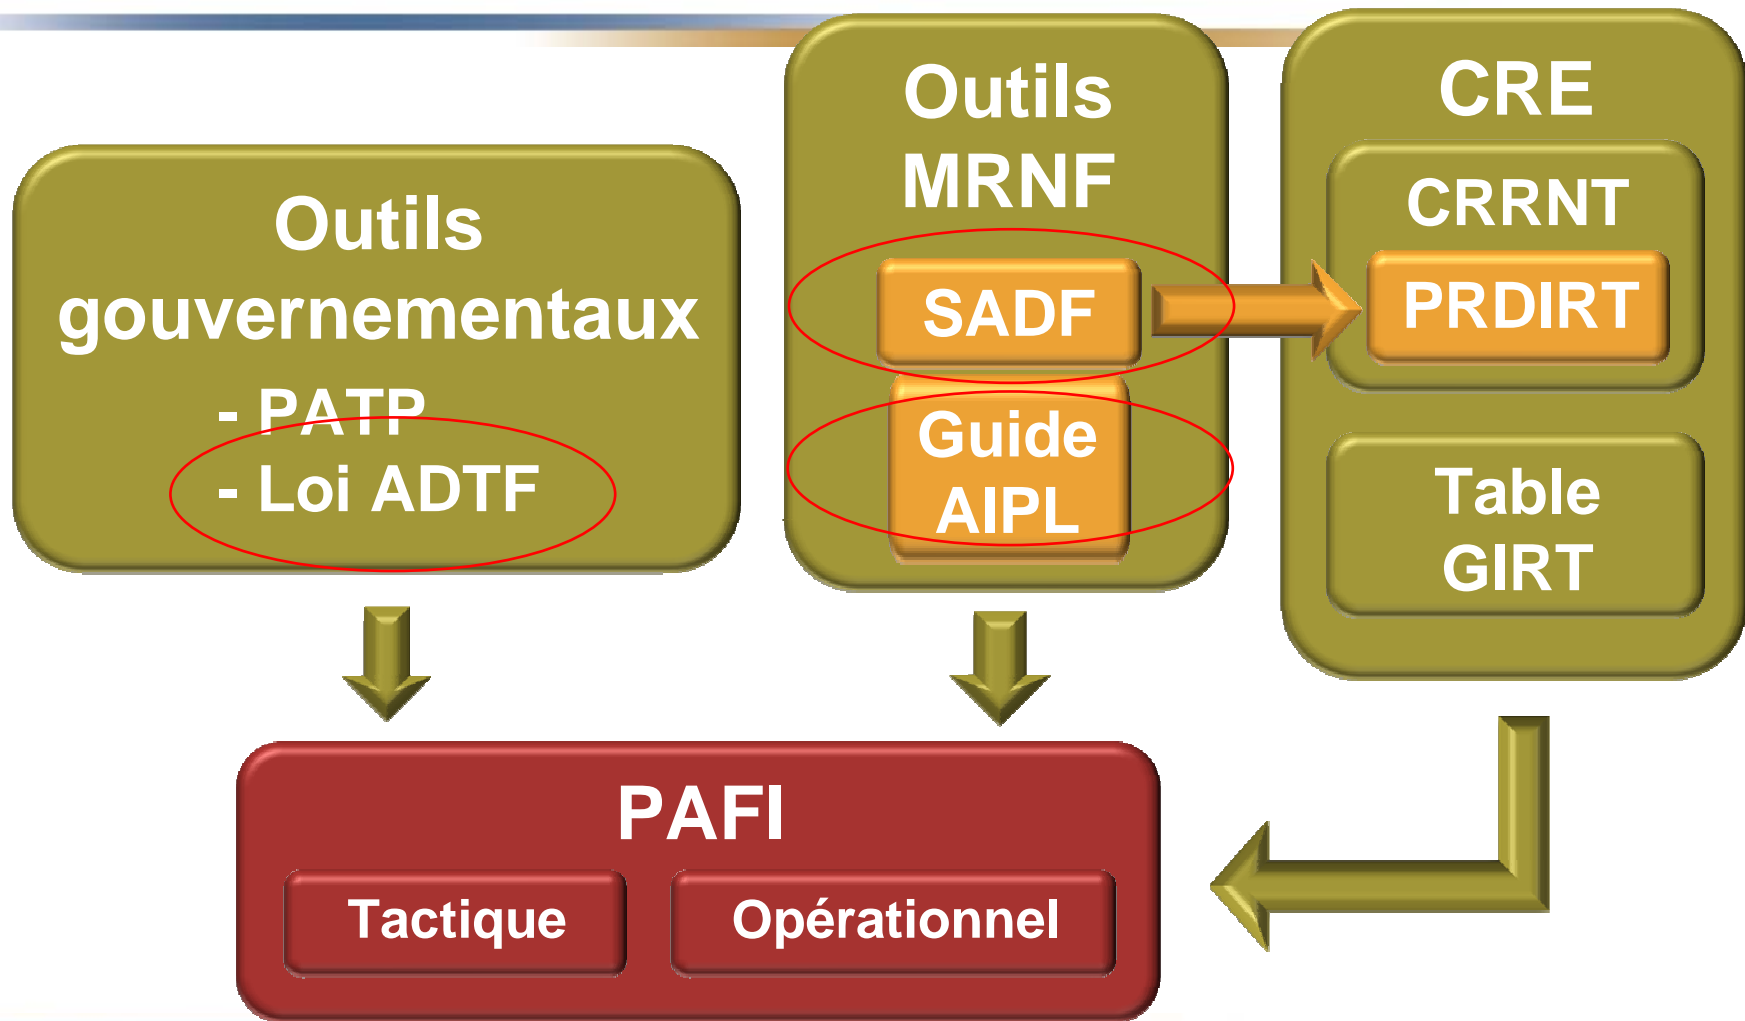 Outils
gouvernementaux
- PATP
- Loi ADTF
Outils
MRNF
SADF
Guide
AIPL
CRE
CRRNT
PRDIRT
Table
GIRT
PAFI
Tactique
Opérationnel